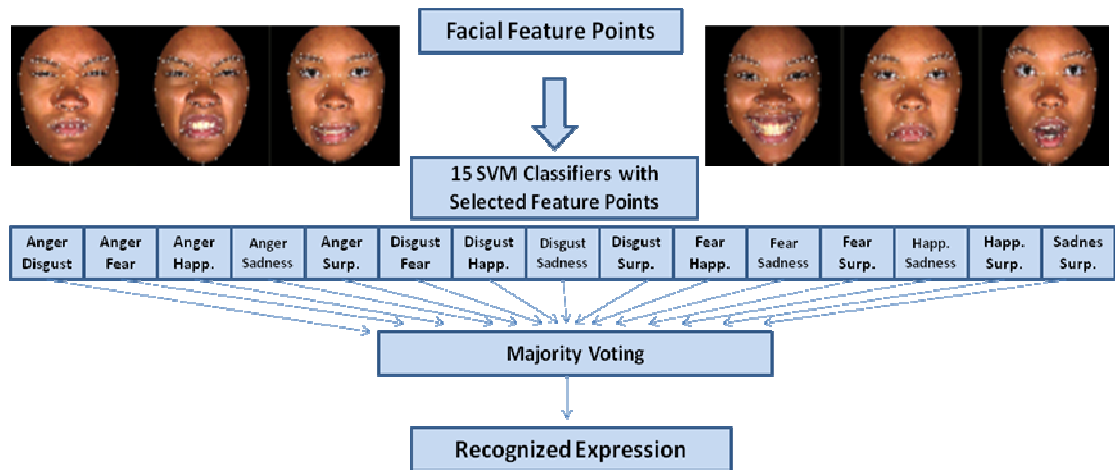 Facial Feature Points
15 SVM Classifiers with
Selected Feature Points
Anger
Disgust
Anger
Fear
Anger
Happ.
Anger
Sadness
Anger
Surp.
Disgust
Fear
Disgust
Happ.
Disgust
Sadness
Disgust
Surp.
Fear
Happ.
Fear
Sadness
Fear
Surp.
Happ.
Sadness
Happ.
Surp.
Sadnes
Surp.
Majority Voting
Recognized Expression